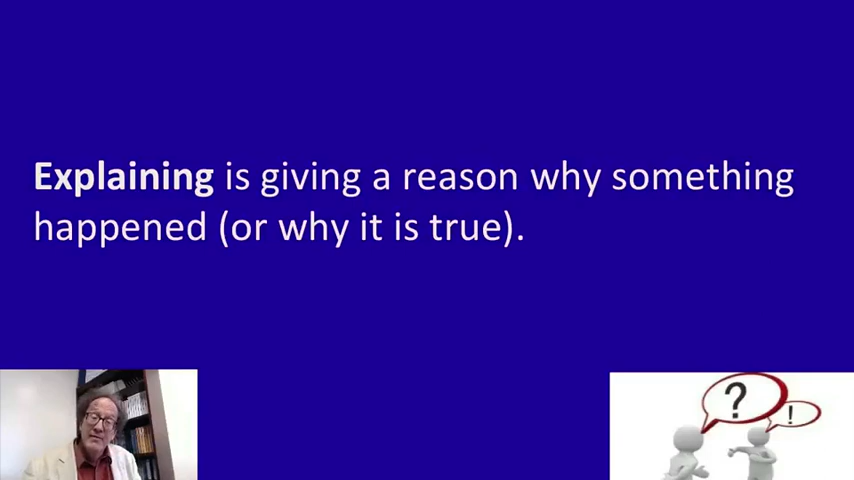 Explaining is giving a reason why something
happened (or why it is true).
?
!